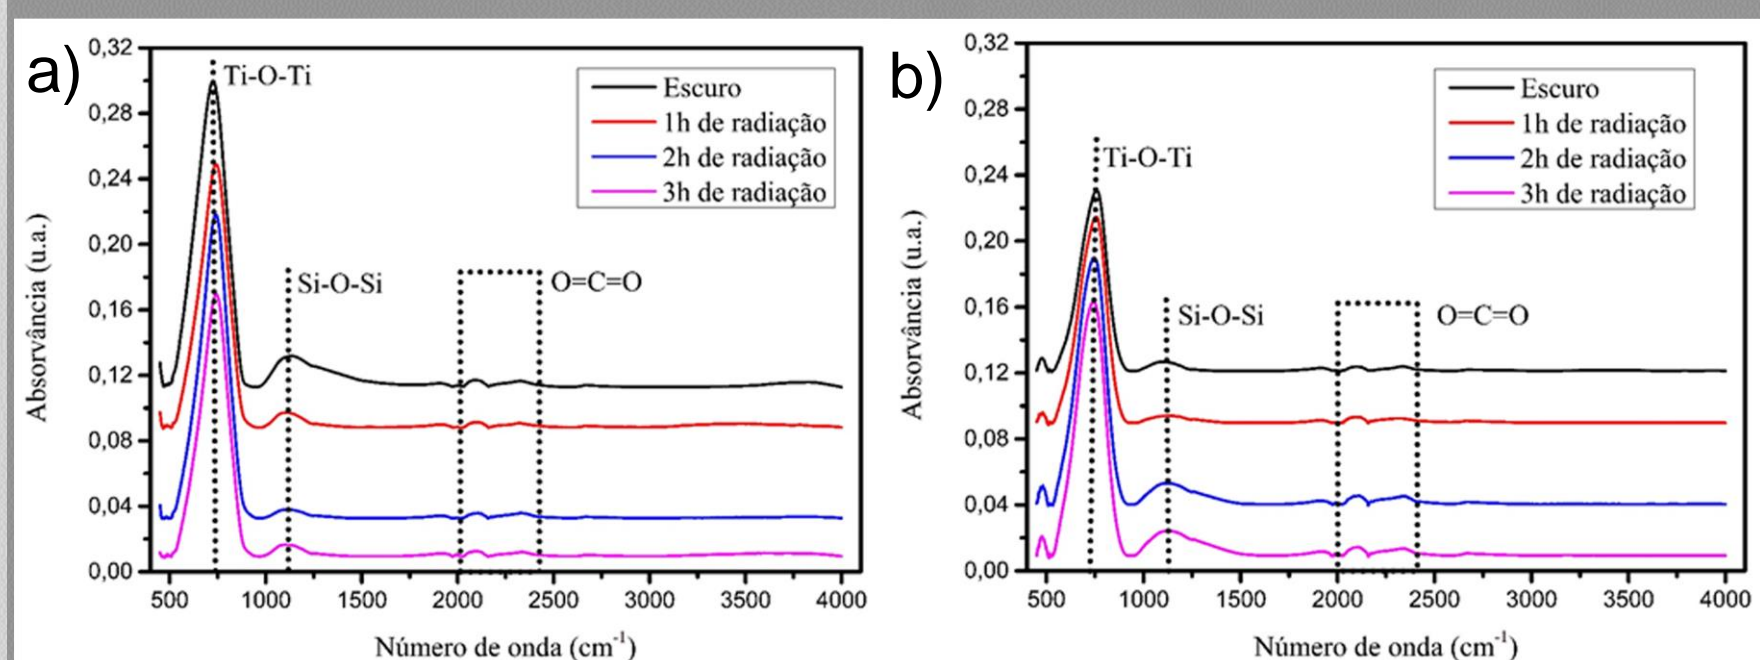 a)
0,32
0,28
0,24
0,20
0,16
0,12
0,08
0,04
0,00
Absorvância (u.a.)
Ti-O-Ti
Escuro
1h de radiação
2h de radiação
3h de radiação
Si-O-Si
O=C=O
500 1000 1500 2000 2500 3000 3500 4000
Número de onda (cm⁻¹)
b)
0,32
0,28
0,24
0,20
0,16
0,12
0,08
0,04
0,00
Absorvância (u.a.)
Escuro
1h de radiação
2h de radiação
3h de radiação
Ti-O-Ti
Si-O-Si
O=C=O
500 1000 1500 2000 2500 3000 3500 4000
Número de onda (cm⁻¹)